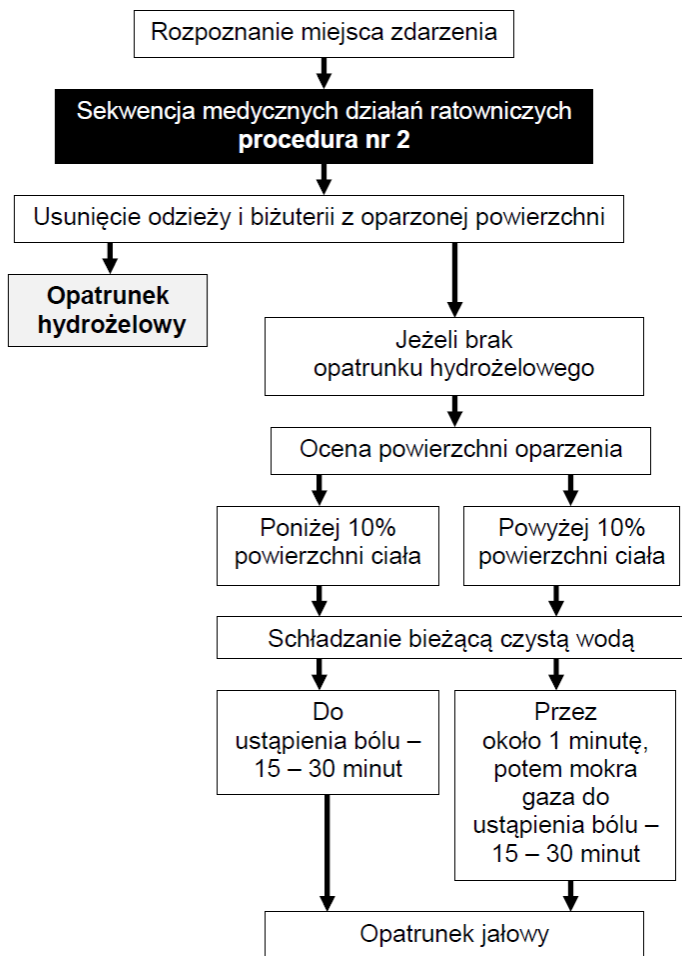 Rozpoznanie miejsca zdarzenia
Sekwencja medycznych działań ratowniczych
procedura nr 2
Usunięcie odzieży i biżuterii z oparzonej powierzchni
Opatrunek
hydrożelowy
Jeżeli brak
opatrunku hydrożelowego
Ocena powierzchni oparzenia
Poniżej 10%
powierzchni ciała
Powyżej 10%
powierzchni ciała
Schładzanie bieżącą czystą wodą
Do
ustąpienia bólu –
15 – 30 minut
Przez
około 1 minutę,
potem mokra
gaza do
ustąpienia bólu –
15 – 30 minut
Opatrunek jałowy